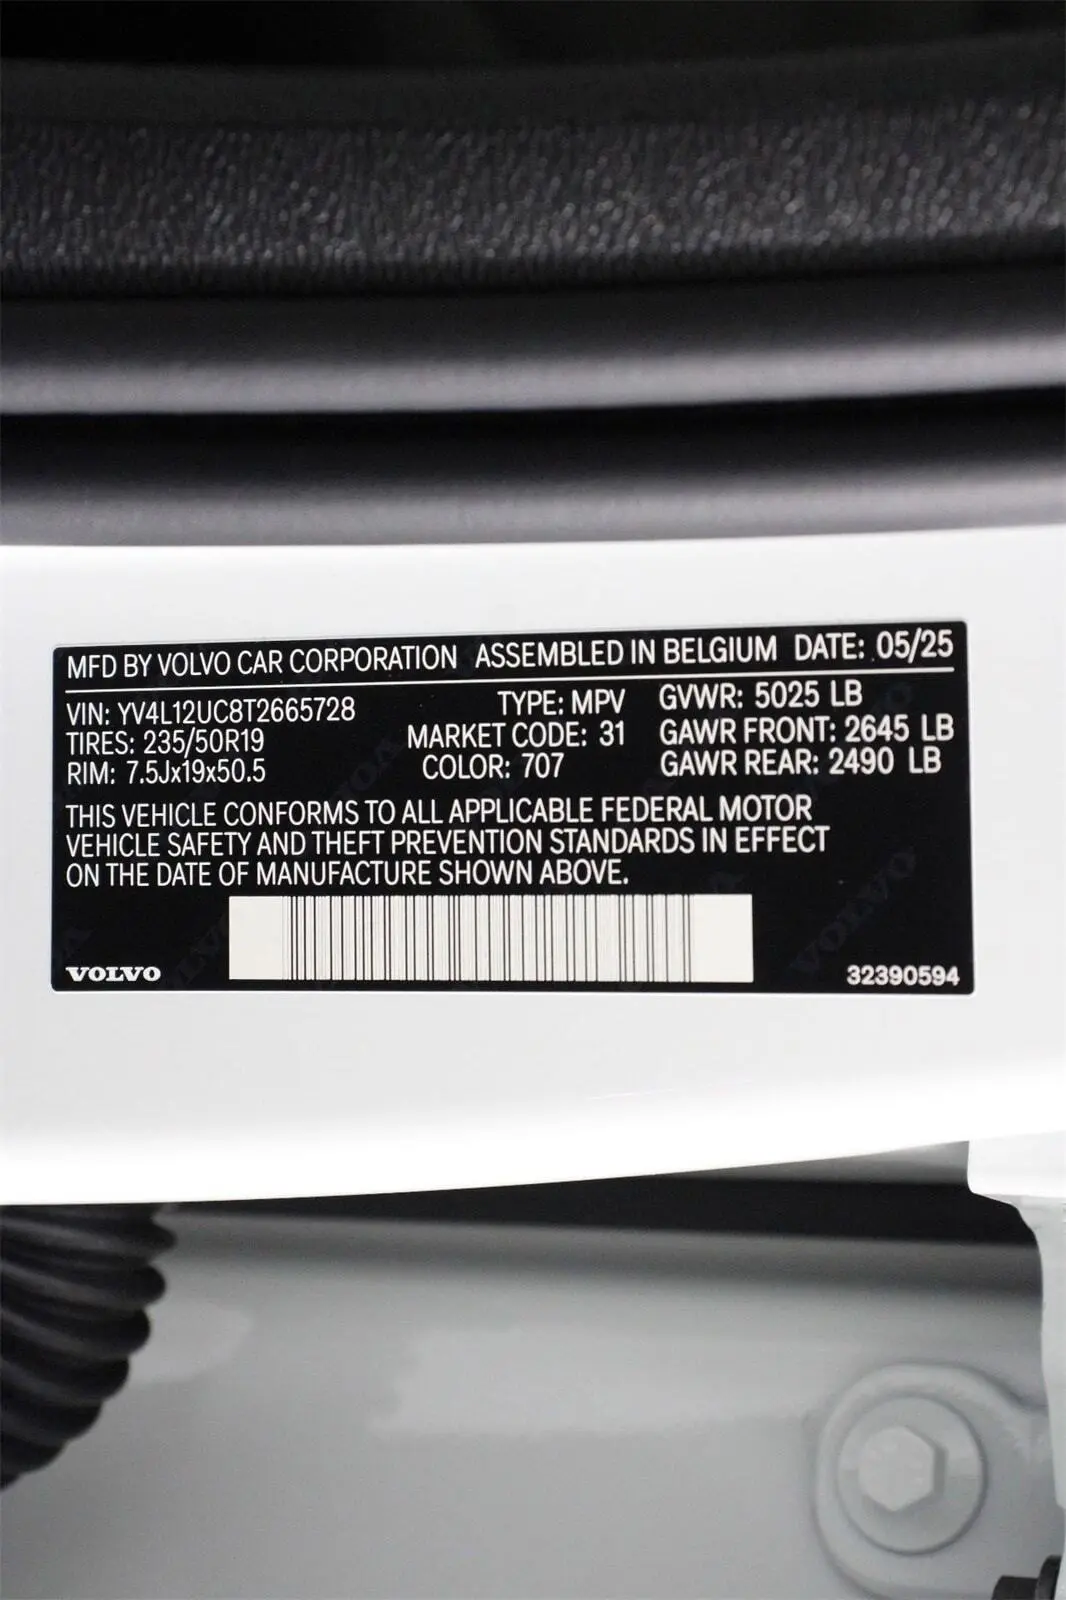 MFD BY VOLVO CAR CORPORATION ASSEMBLED IN BELGIUM DATE: 05/25
VIN: YV4L12UC8T2665728 TYPE: MPV GVWR: 5025 LB
TIRES: 235/50R19 MARKET CODE: 31 GAWR FRONT: 2645 LB
RIM: 7.5Jx19x50.5 COLOR: 707 GAWR REAR: 2490 LB
THIS VEHICLE CONFORMS TO ALL APPLICABLE FEDERAL MOTOR
VEHICLE SAFETY AND THEFT PREVENTION STANDARDS IN EFFECT
ON THE DATE OF MANUFACTURE SHOWN ABOVE.
VOLVO 32390594